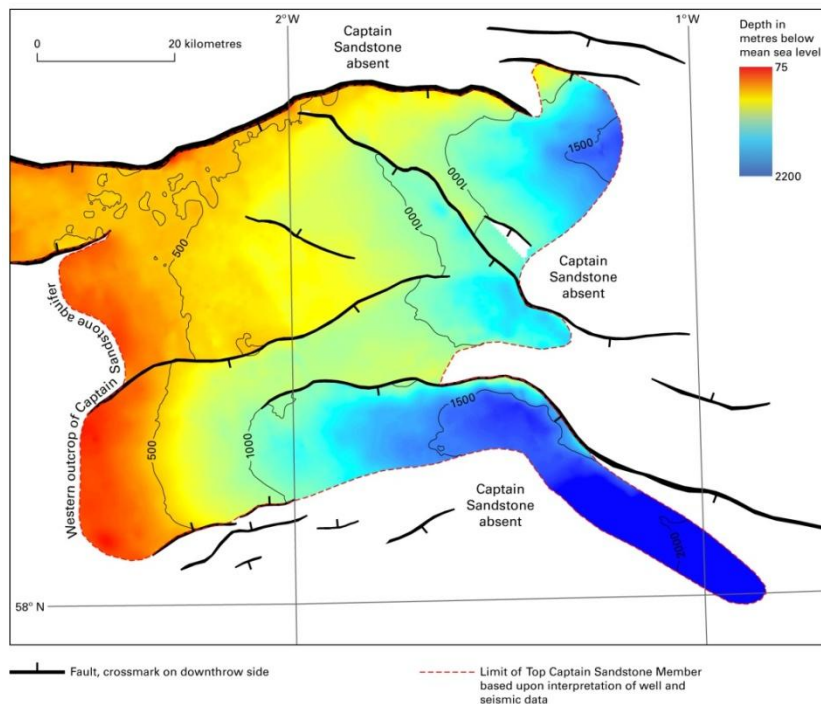 2° W
1° W
Captain
Sandstone
absent
0
20 kilometres
Depth in
metres below
mean sea level
75
2200
1500
1000
1000
500
Captain
Sandstone
absent
Western outcrop of Captain Sandstone aquifer
500
1000
1500
Captain
Sandstone
absent
2000
58° N
Fault, crossmark on downthrow side
Limit of Top Captain Sandstone Member
based upon interpretation of well and
seismic data